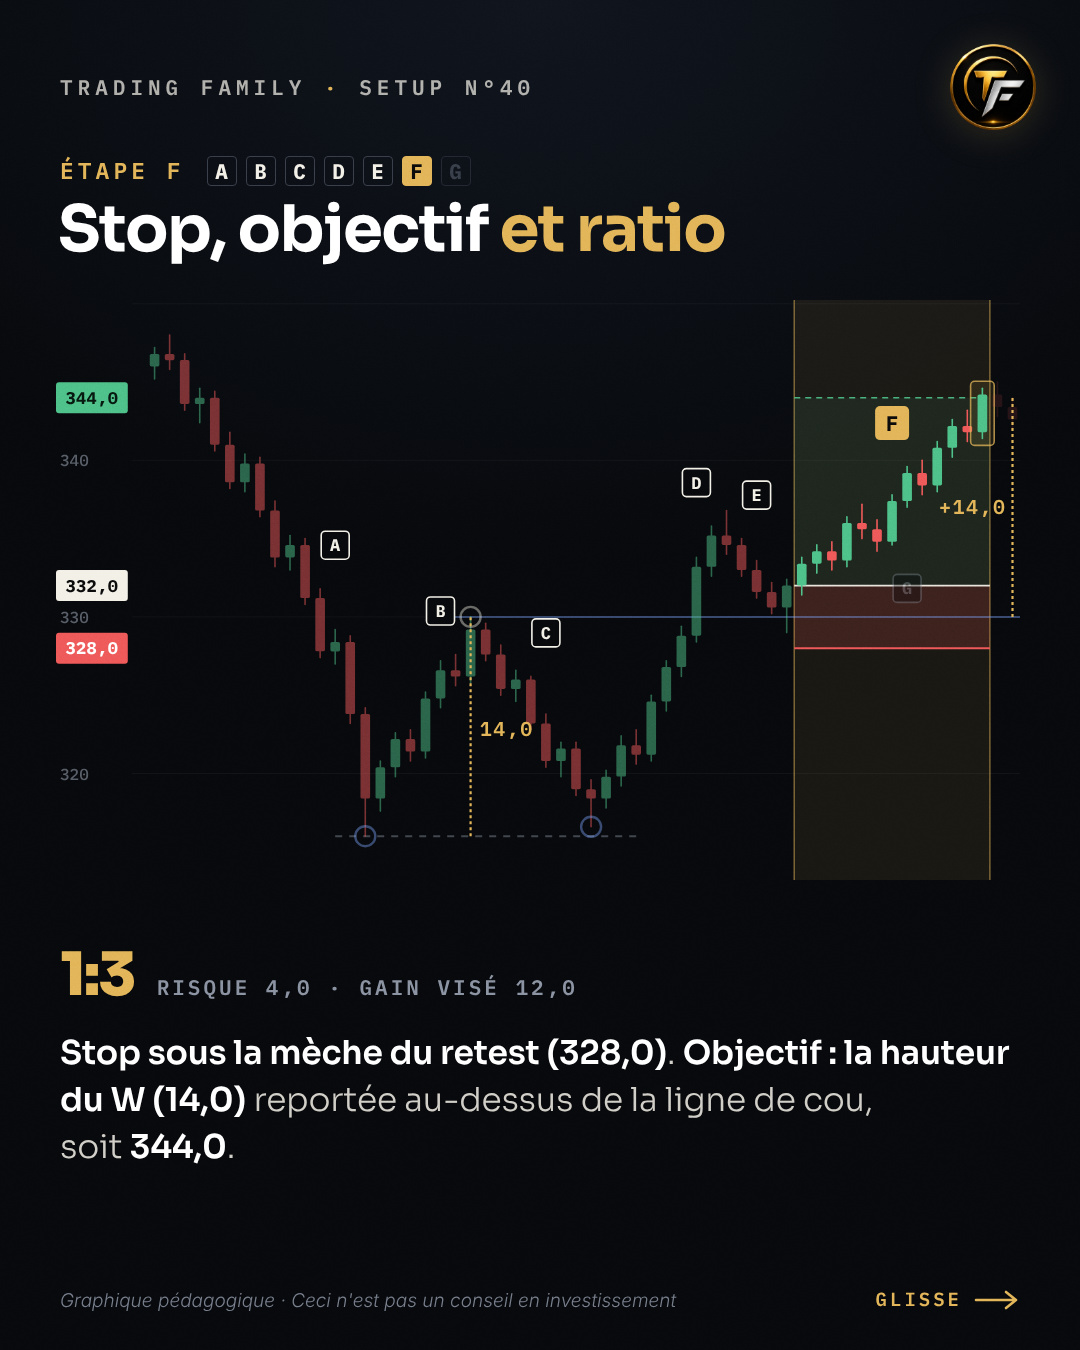 TRADING FAMILY · SETUP N°40
TF
ÉTAPE F A B C D E F G
Stop, objectif et ratio
344,0
340
332,0
330
328,0
320
A
B
C
14,0
D
E
F
+14,0
G
1:3 RISQUE 4,0 · GAIN VISÉ 12,0
Stop sous la mèche du retest (328,0). Objectif : la hauteur
du W (14,0) reportée au-dessus de la ligne de cou,
soit 344,0.
Graphique pédagogique · Ceci n'est pas un conseil en investissement
GLISSE →